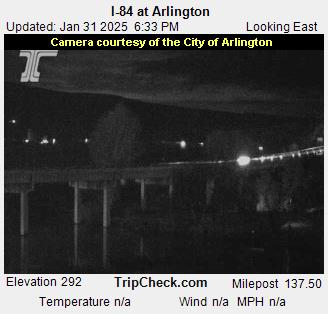 I-84 at Arlington
Updated: Jan 31 2025 6:33 PM Looking East
Camera courtesy of the City of Arlington
Elevation 292 TripCheck.com Milepost 137.50
Temperature n/a Wind n/a MPH n/a